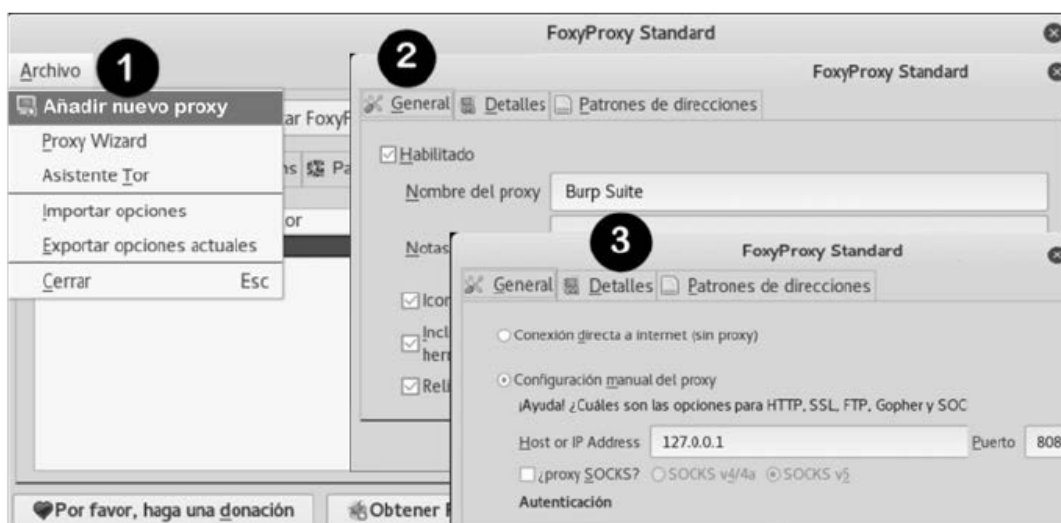 FoxyProxy Standard
Archivo
1
Añadir nuevo proxy
Proxy Wizard
Asistente Tor
Importar opciones
Exportar opciones actuales
Cerrar Esc
2
FoxyProxy Standard
General Detalles Patrones de direcciones
Habilitado
Nombre del proxy Burp Suite
Notas
3
FoxyProxy Standard
General Detalles Patrones de direcciones
Conexión directa a internet (sin proxy)
Configuración manual del proxy
¡Ayuda! ¿Cuáles son las opciones para HTTP, SSL, FTP, Gopher y SOC
Host or IP Address 127.0.0.1 Puerto 808
¿proxy SOCKS? SOCKS v4/4a SOCKS v5
Autenticación
Por favor, haga una donación
Obtener